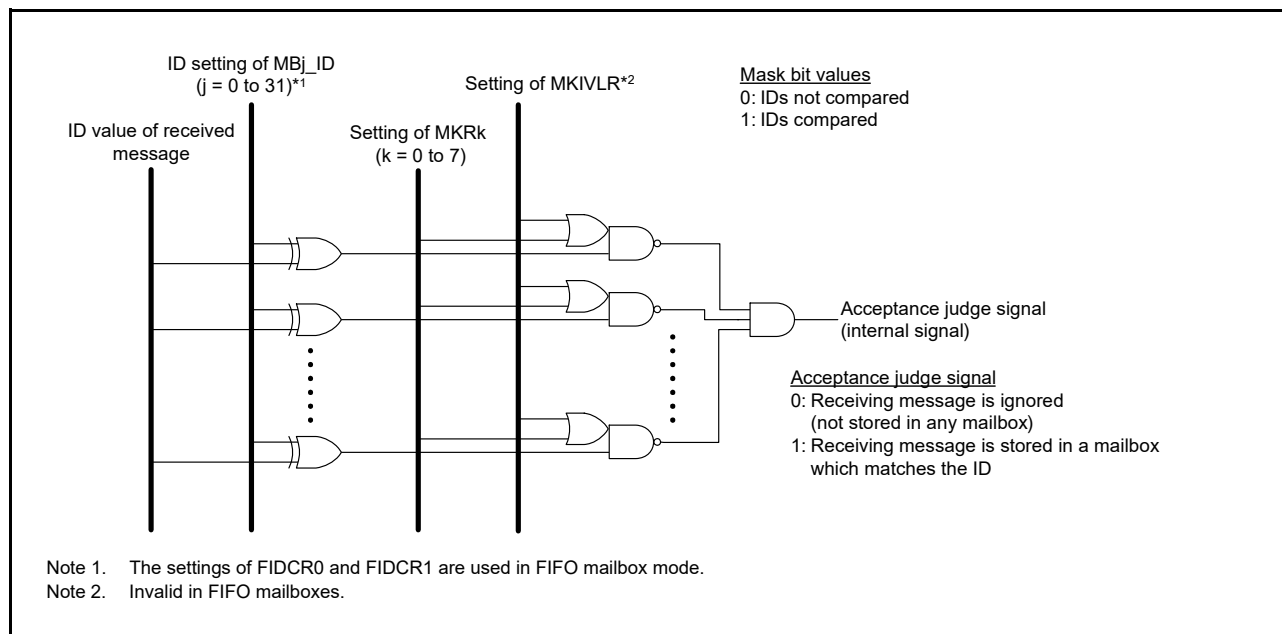 ID setting of MBj_ID
(j = 0 to 31)*1
Setting of MKIVLR*2
Mask bit values
0: IDs not compared
1: IDs compared
ID value of received
message
Setting of MKRk
(k = 0 to 7)
Acceptance judge signal
(internal signal)
Acceptance judge signal
0: Receiving message is ignored
(not stored in any mailbox)
1: Receiving message is stored in a mailbox
which matches the ID
Note 1. The settings of FIDCR0 and FIDCR1 are used in FIFO mailbox mode.
Note 2. Invalid in FIFO mailboxes.